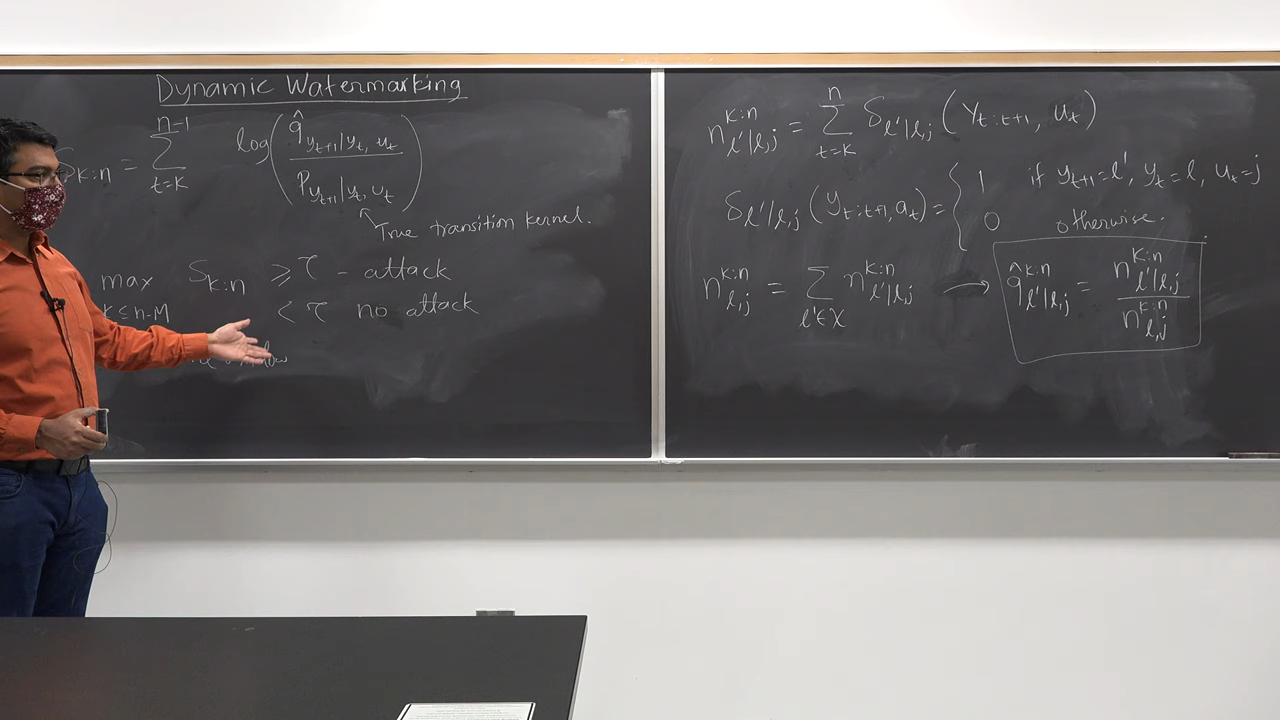 Dynamic Watermarking
S_{k:n} = \sum_{t=k}^{n-1} log( \hat{q}_{y_{t+1}|y_t, u_t} / P_{y_{t+1}|y_t, u_t} )
True transition kernel.
max_{k≤n-M} S_{k:n} ≥ τ - attack
< τ no attack
n^{k:n}_{l'|l,j} = \sum_{t=k}^{n} δ_{l'|l,j} (y_{t:t+1}, u_t)
δ_{l'|l,j} (y_{t:t+1}, a_t) = { 1 if y_{t+1}=l', y_t=l, u_t=j
0 otherwise.
n^{k:n}_{l,j} = \sum_{l'∈χ} n^{k:n}_{l'|l,j} → \hat{q}^{k:n}_{l'|l,j} = n^{k:n}_{l'|l,j} / n^{k:n}_{l,j}